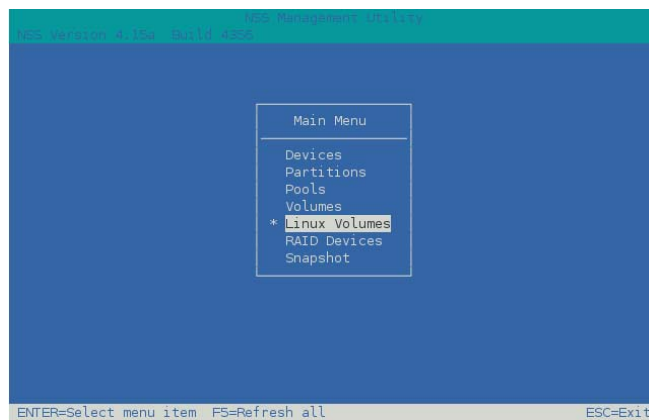 NSS Management Utility
NSS Version 4.15a Build 4356
Main Menu
Devices
Partitions
Pools
Volumes
* Linux Volumes
RAID Devices
Snapshot
ENTER=Select menu item F5=Refresh all ESC=Exit